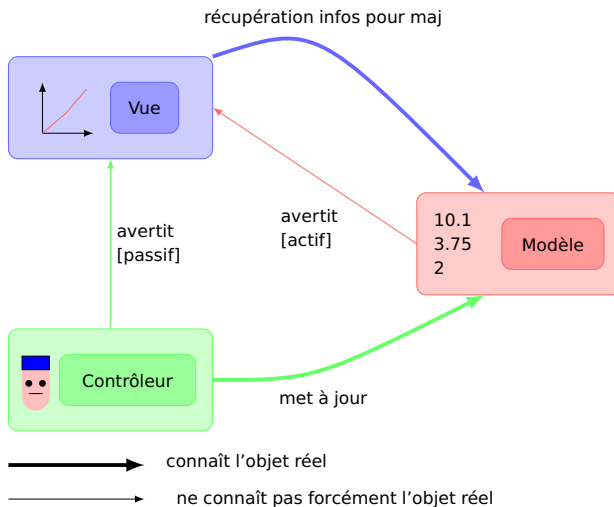 récupération infos pour maj
Vue
avertit
[passif]
avertit
[actif]
10.1
3.75
2
Modèle
Contrôleur
met à jour
connaît l'objet réel
ne connaît pas forcément l'objet réel